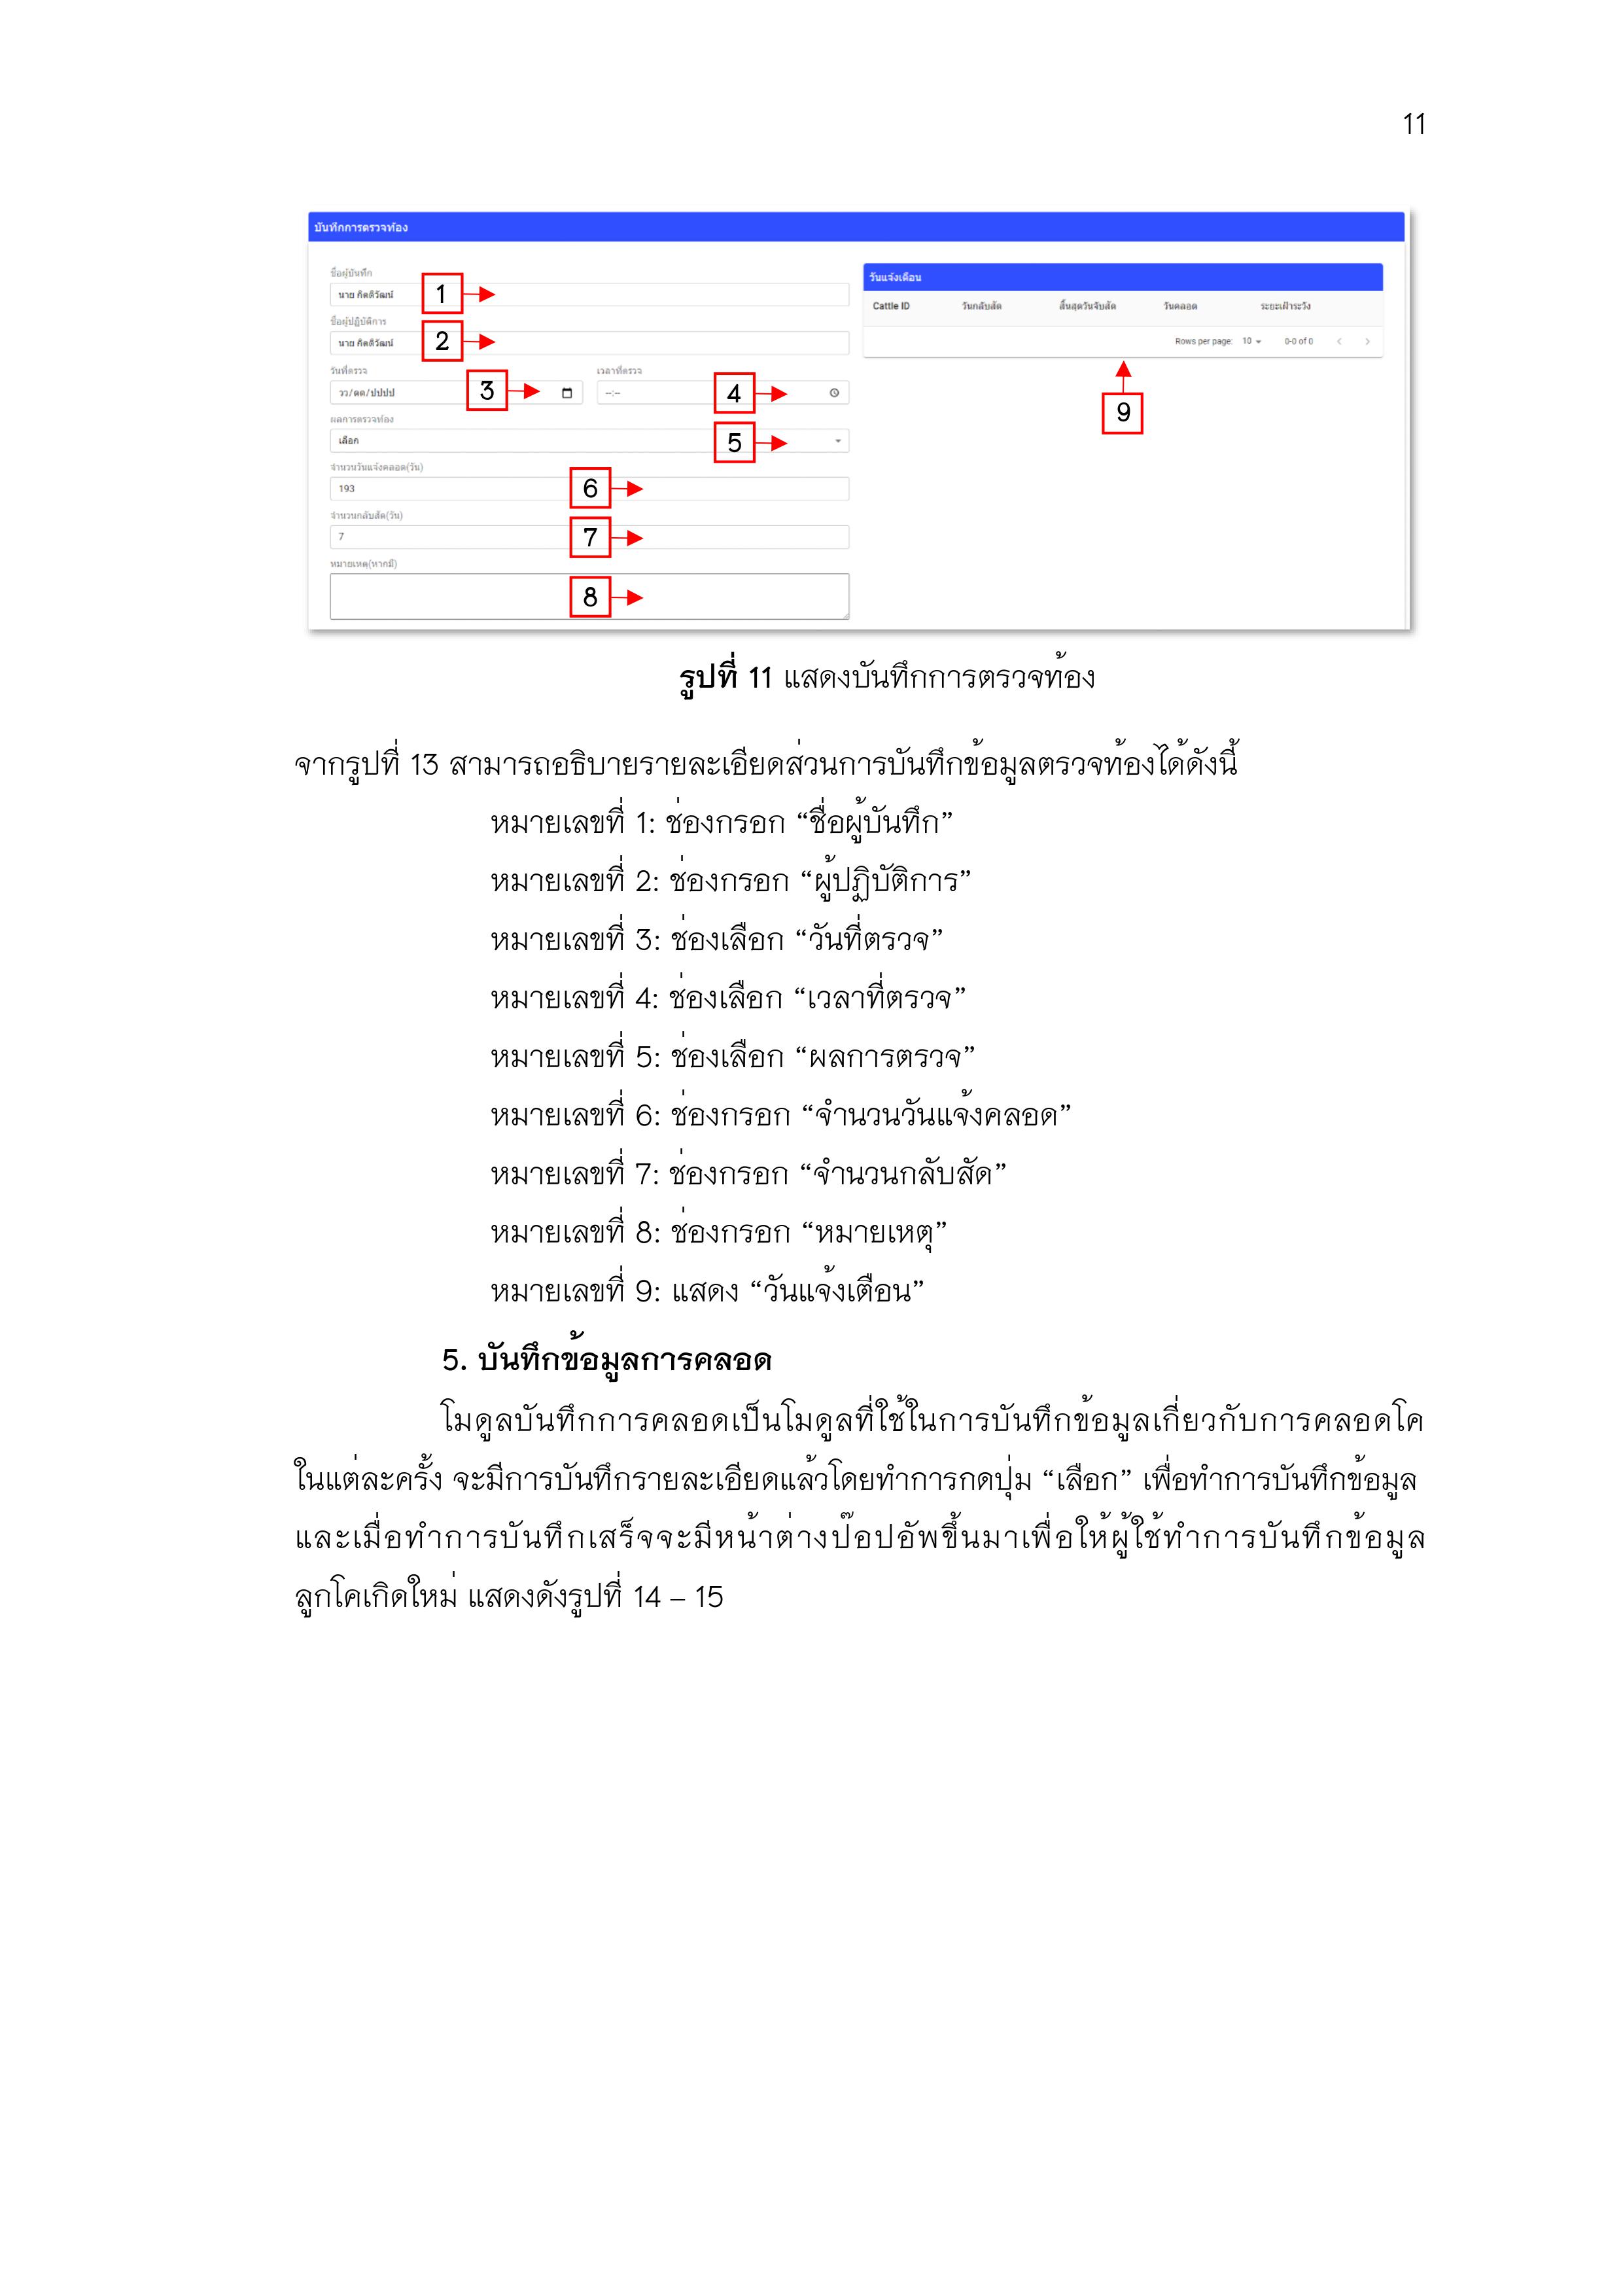 11
บันทึกการตรวจท้อง
ชื่อผู้บันทึก
นาย กิตติวัฒน์
1
ชื่อผู้ปฏิบัติการ
นาย กิตติวัฒน์
2
วันที่ตรวจ
เวลาที่ตรวจ
วว/ดด/ปปปป
3
--:--
4
ผลการตรวจท้อง
เลือก
5
จำนวนวันแจ้งคลอด(วัน)
193
6
จำนวนกลับสัด(วัน)
7
7
หมายเหตุ(หากมี)
8
วันแจ้งเตือน
Cattle ID วันกลับสัด สิ้นสุดวันจับสัด วันคลอด ระยะเฝ้าระวัง
Rows per page: 10 0-0 of 0
9
รูปที่ 11 แสดงบันทึกการตรวจท้อง
จากรูปที่ 13 สามารถอธิบายรายละเอียดส่วนการบันทึกข้อมูลตรวจท้องได้ดังนี้
หมายเลขที่ 1: ช่องกรอก “ชื่อผู้บันทึก”
หมายเลขที่ 2: ช่องกรอก “ผู้ปฏิบัติการ”
หมายเลขที่ 3: ช่องเลือก “วันที่ตรวจ”
หมายเลขที่ 4: ช่องเลือก “เวลาที่ตรวจ”
หมายเลขที่ 5: ช่องเลือก “ผลการตรวจ”
หมายเลขที่ 6: ช่องกรอก “จำนวนวันแจ้งคลอด”
หมายเลขที่ 7: ช่องกรอก “จำนวนกลับสัด”
หมายเลขที่ 8: ช่องกรอก “หมายเหตุ”
หมายเลขที่ 9: แสดง “วันแจ้งเตือน”
5. บันทึกข้อมูลการคลอด
โมดูลบันทึกการคลอดเป็นโมดูลที่ใช้ในการบันทึกข้อมูลเกี่ยวกับการคลอดโค
ในแต่ละครั้ง จะมีการบันทึกรายละเอียดแล้วโดยทำการกดปุ่ม “เลือก” เพื่อทำการบันทึกข้อมูล
และเมื่อทำการบันทึกเสร็จจะมีหน้าต่างป๊อปอัพขึ้นมาเพื่อให้ผู้ใช้ทำการบันทึกข้อมูล
ลูกโคเกิดใหม่ แสดงดังรูปที่ 14 – 15